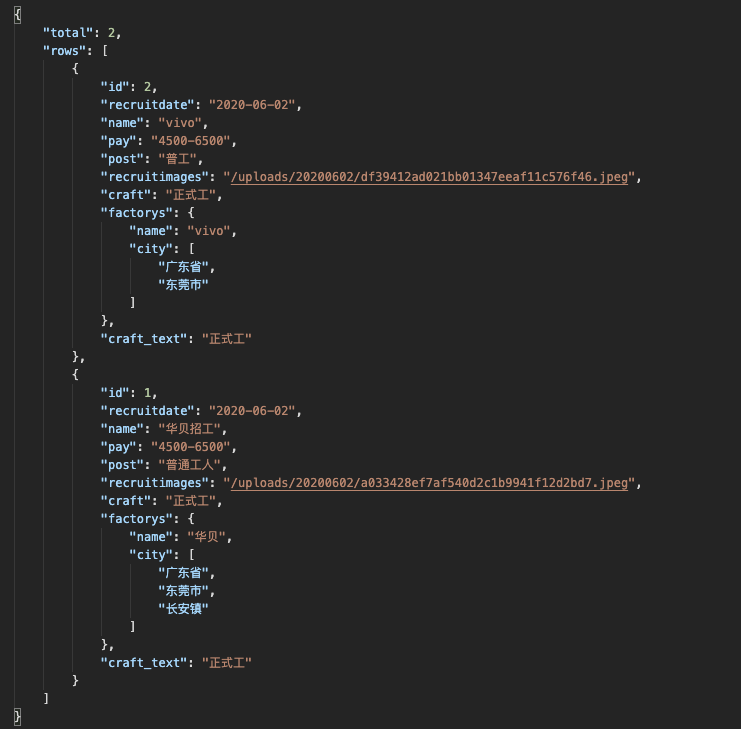 {
"total": 2,
"rows": [
{
"id": 2,
"recruitdate": "2020-06-02",
"name": "vivo",
"pay": "4500-6500",
"post": "普工",
"recruitimages": "/uploads/20200602/df39412ad021bb01347eeaf11c576f46.jpeg",
"craft": "正式工",
"factorys": {
"name": "vivo",
"city": [
"广东省",
"东莞市"
]
},
"craft_text": "正式工"
},
{
"id": 1,
"recruitdate": "2020-06-02",
"name": "华贝招工",
"pay": "4500-6500",
"post": "普通工人",
"recruitimages": "/uploads/20200602/a033428ef7af540d2c1b9941f12d2bd7.jpeg",
"craft": "正式工",
"factorys": {
"name": "华贝",
"city": [
"广东省",
"东莞市",
"长安镇"
]
},
"craft_text": "正式工"
}
]
}